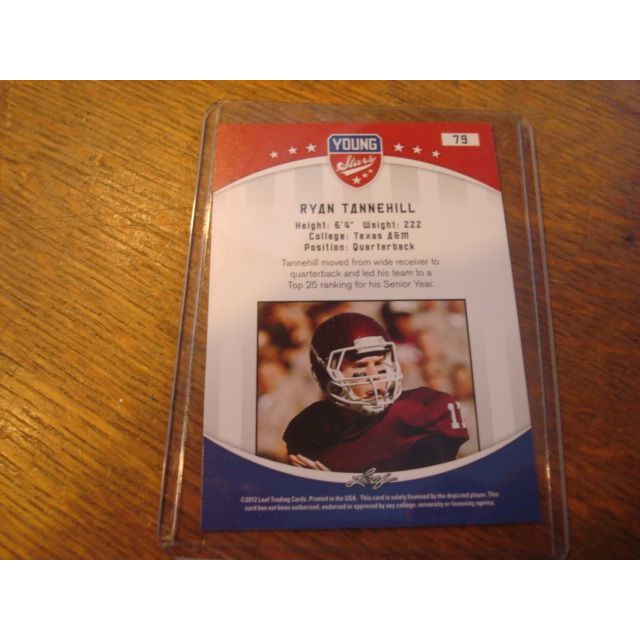 79
YOUNG
Stars
RYAN TANNEHILL
Height: 6'4" Weight: 222
College: Texas A&M
Position: Quarterback
Tannehill moved from wide receiver to
quarterback and led his team to a
Top 25 ranking for his Senior Year.
11
Leaf
©2012 Leaf Trading Cards. Printed in the USA. This card is solely licensed by the depicted player. This
card has not been authorized, endorsed or approved by any college, university or licensing agency.